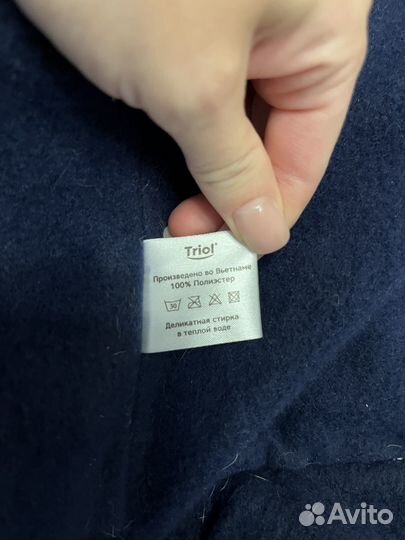 Triol
Произведено во Вьетнаме
100% Полиэстер
30
Деликатная стирка
в теплой воде
Avito